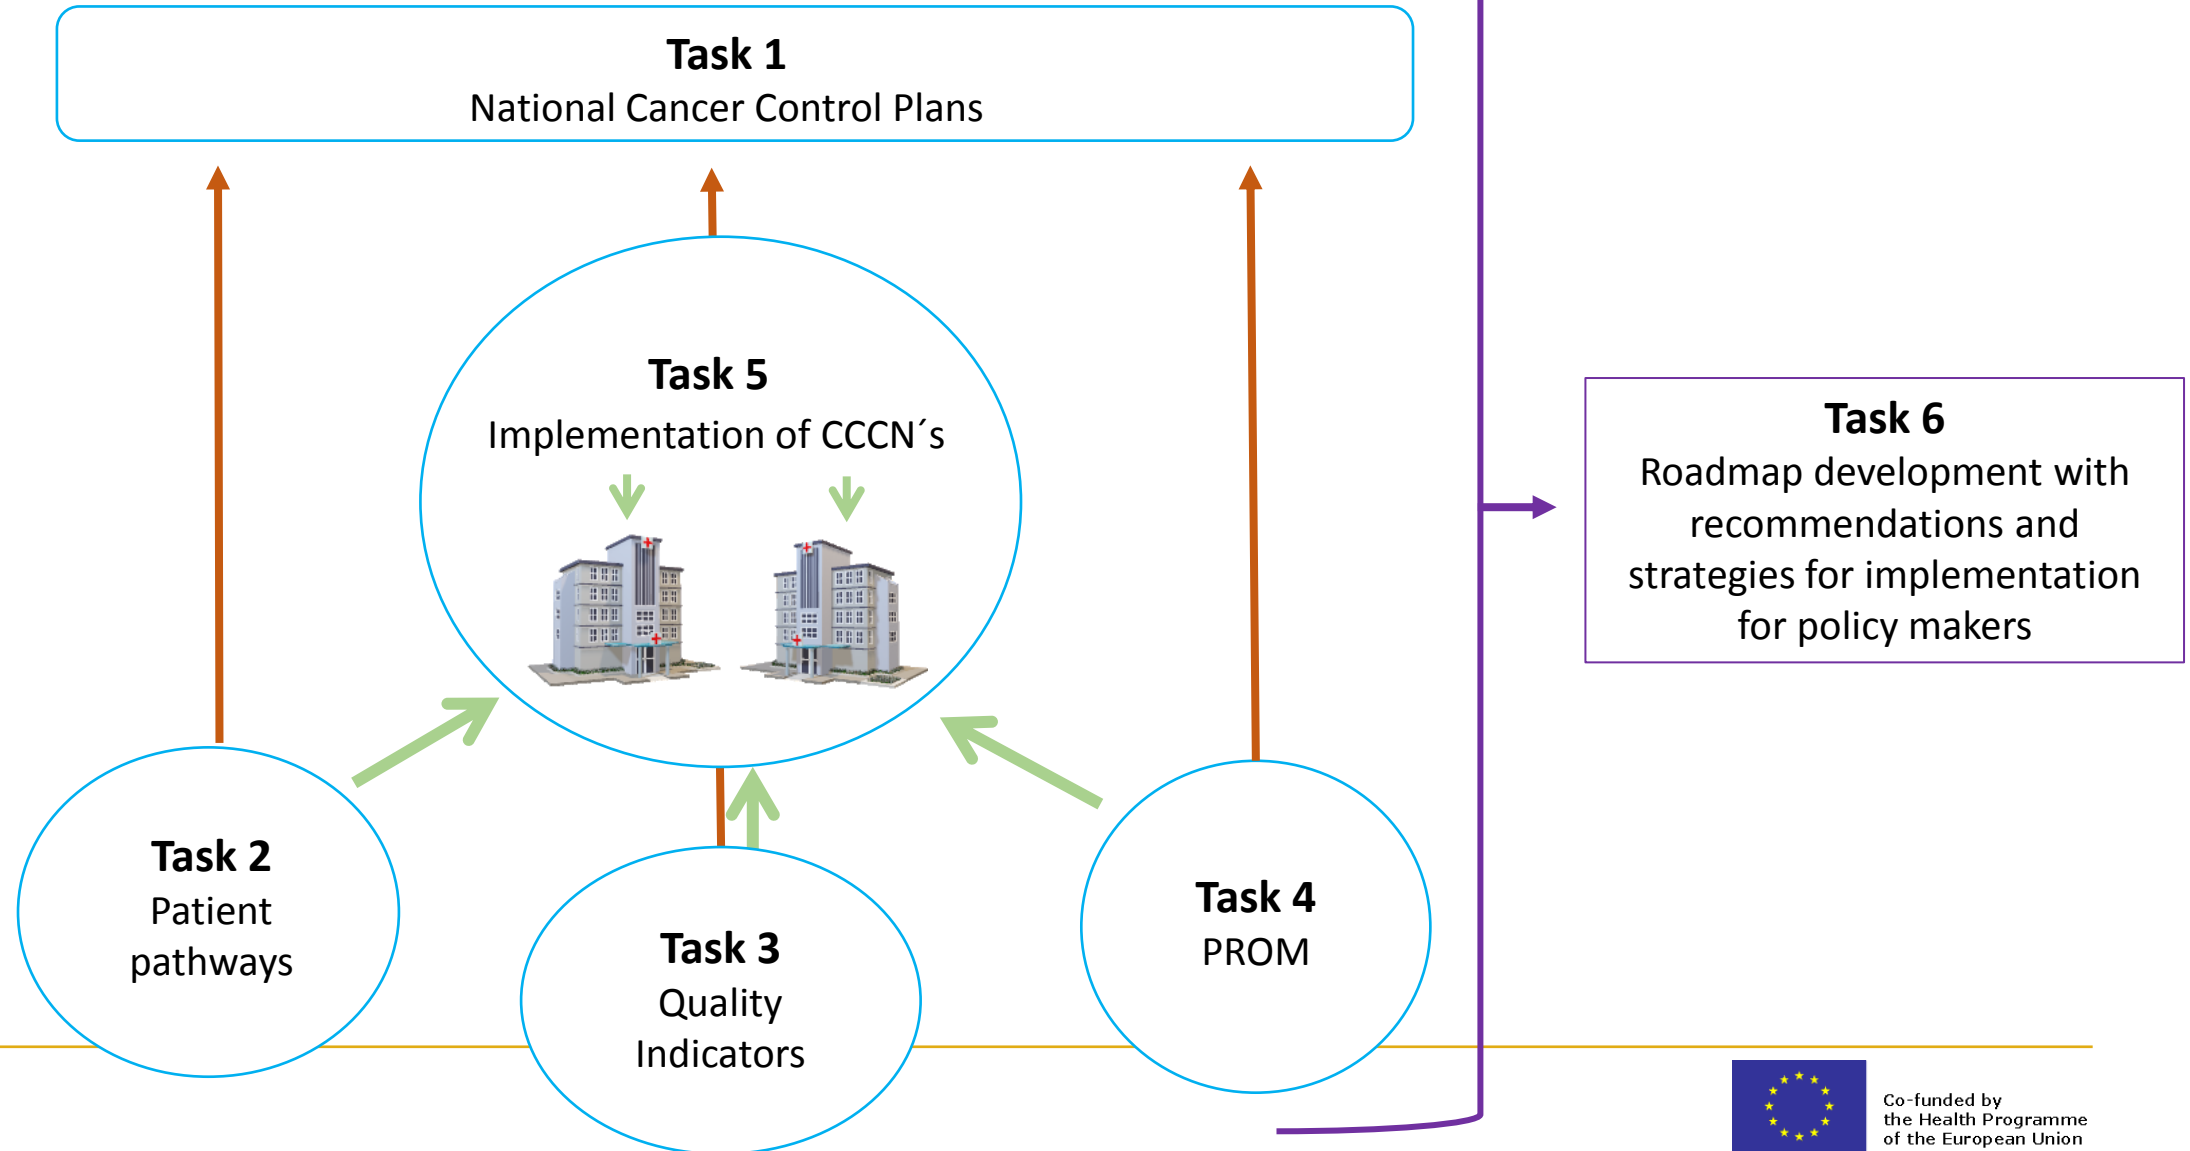 Task 1
National Cancer Control Plans
Task 5
Implementation of CCCN´s
Task 6
Roadmap development with
recommendations and
strategies for implementation
for policy makers
Task 2
Patient
pathways
Task 3
Quality
Indicators
Task 4
PROM
Co-funded by
the Health Programme
of the European Union